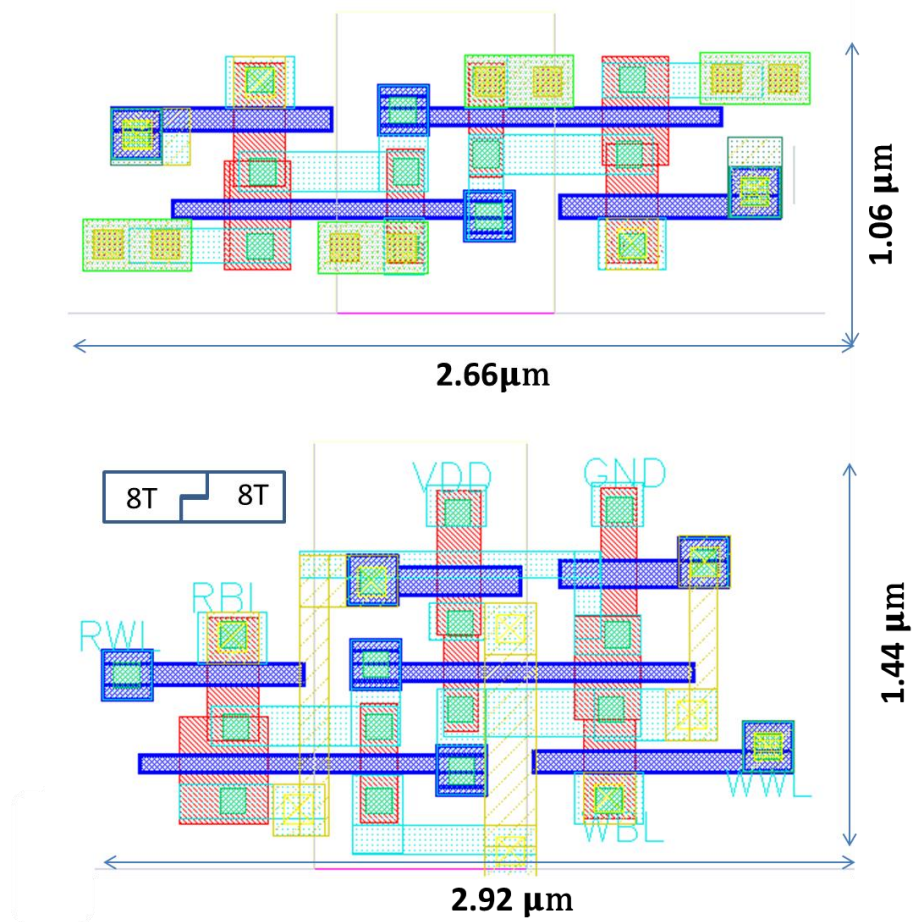 1.06 μm
2.66μm
8T 8T
VDD
GND
RBL
RWL
1.44 μm
WWL
WBL
2.92 μm